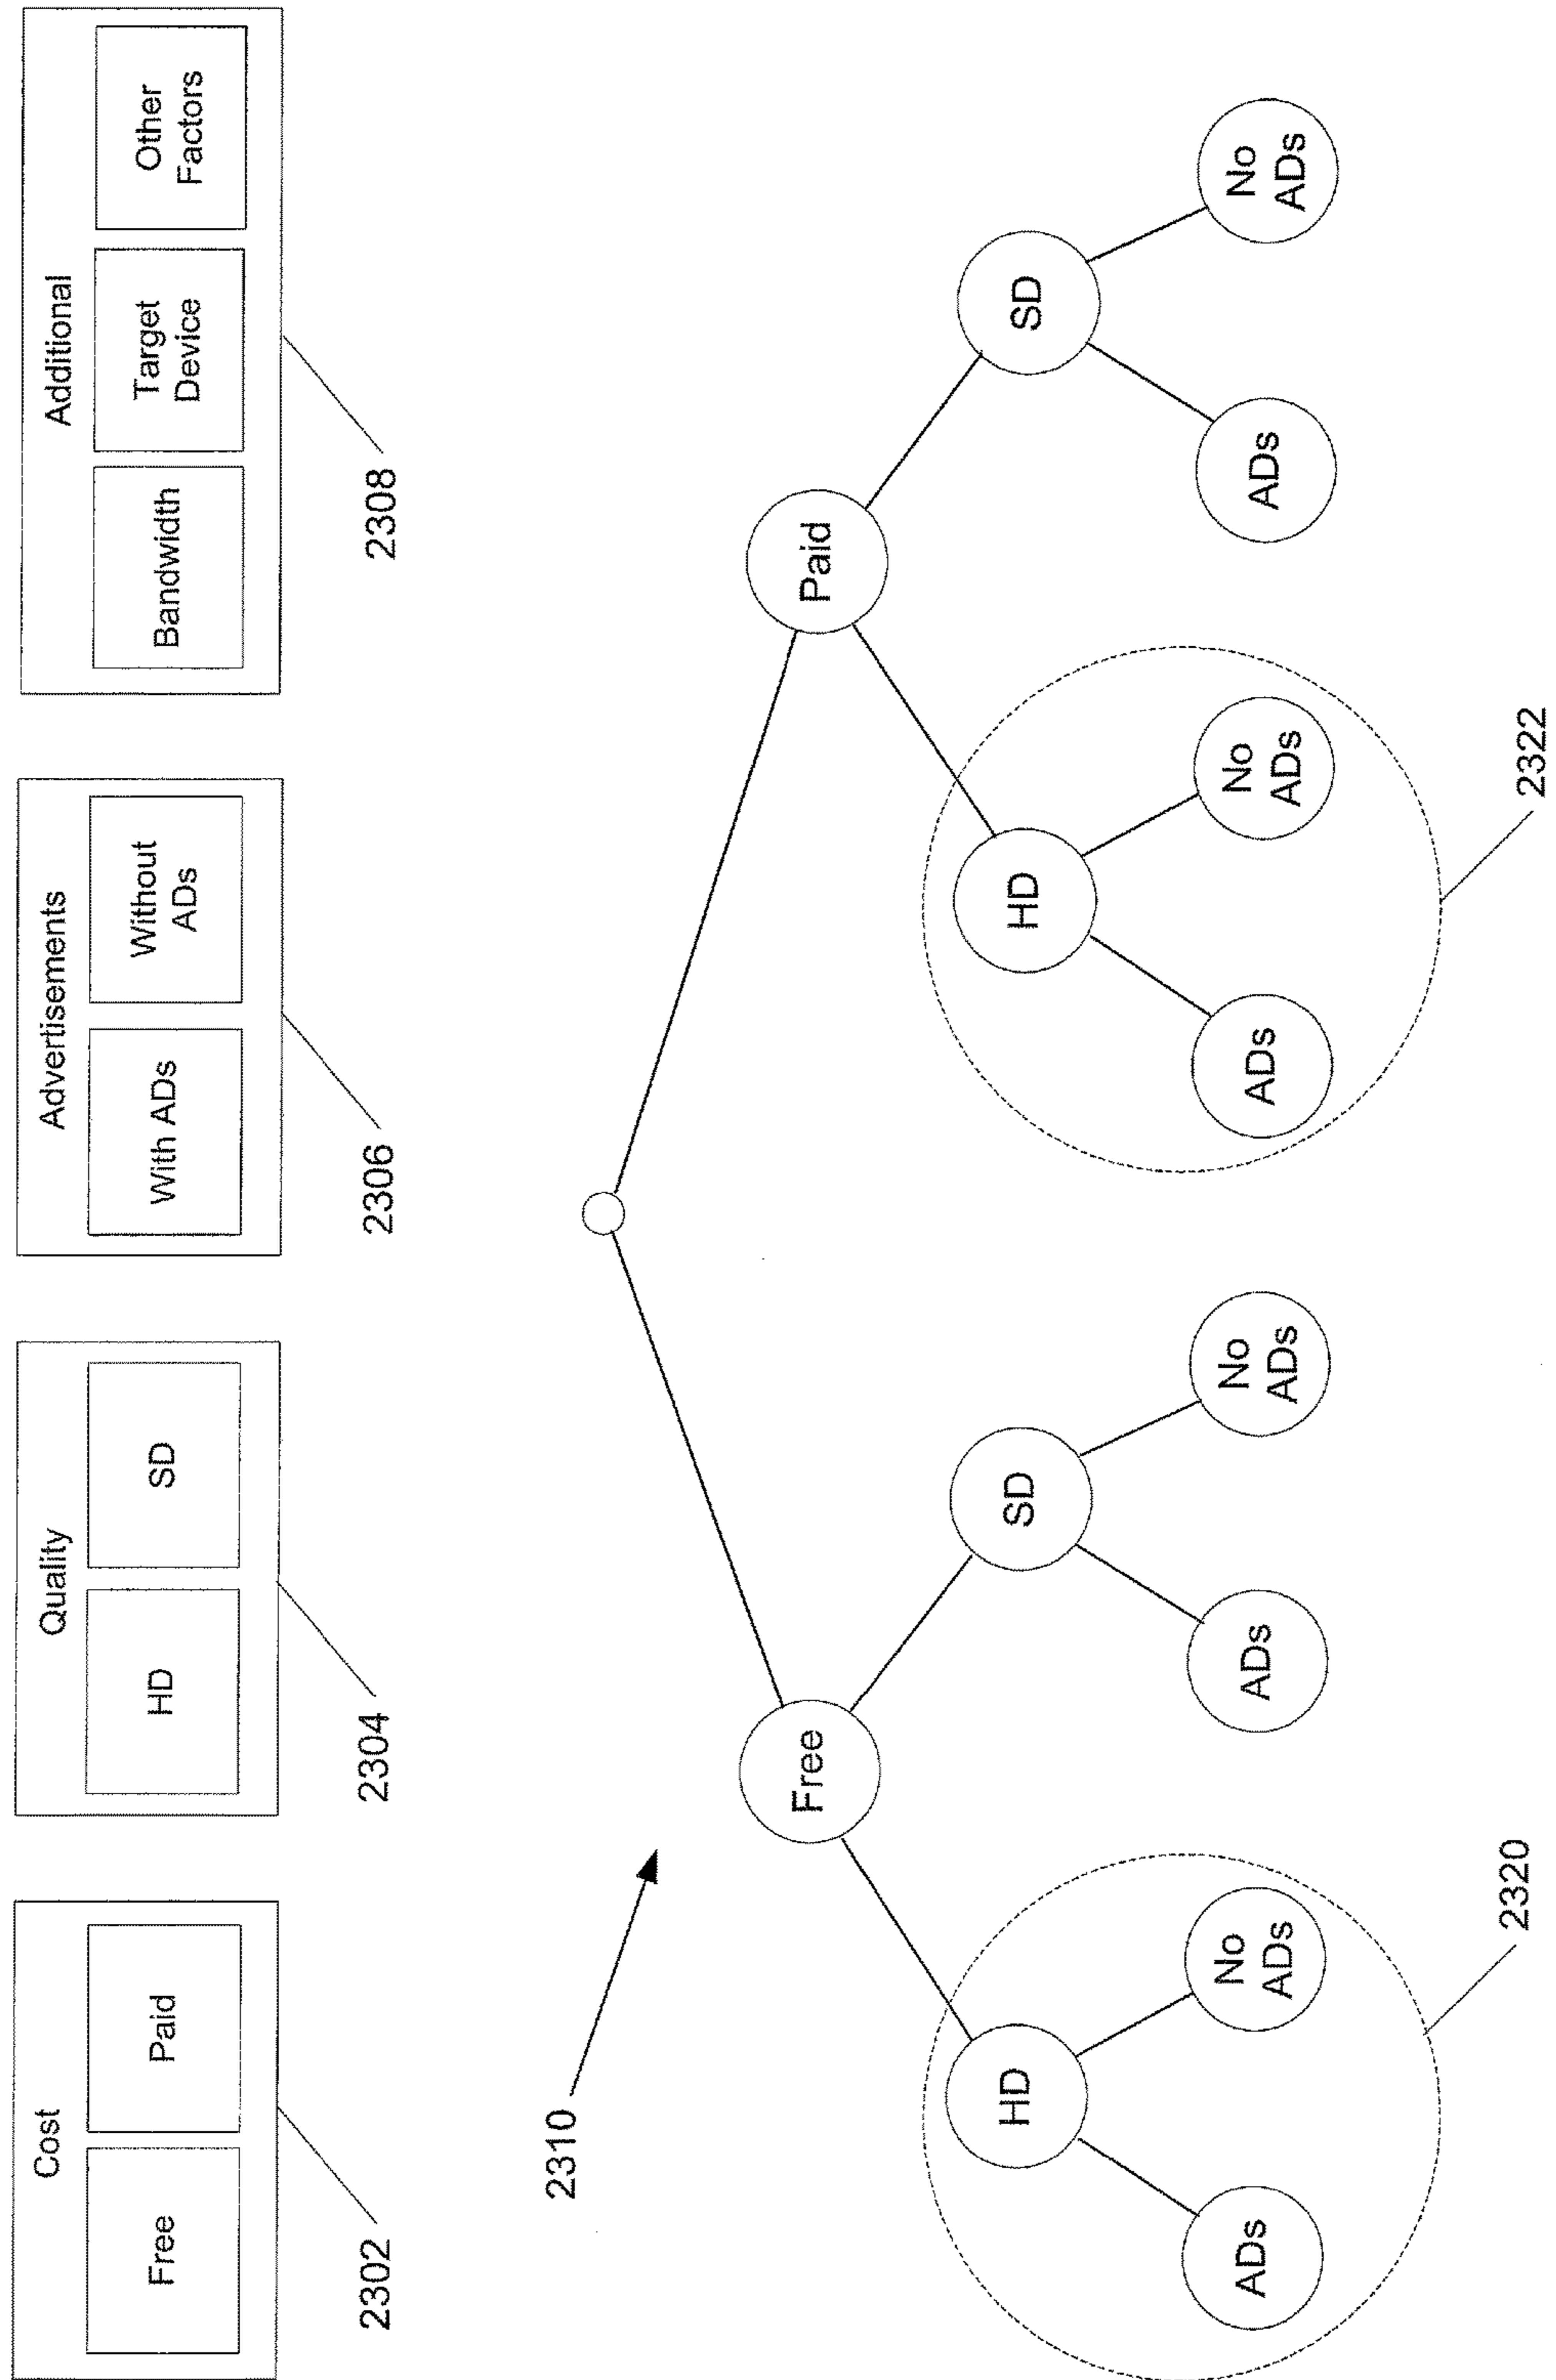 Cost
Free
Paid
2302
Quality
HD
SD
2304
Advertisements
With ADs
Without
ADs
2306
Additional
Bandwidth
Target
Device
Other
Factors
2308
2310
Free
Paid
HD
SD
HD
SD
ADs
No
ADs
ADs
No
ADs
ADs
No
ADs
ADs
No
ADs
2320
2322